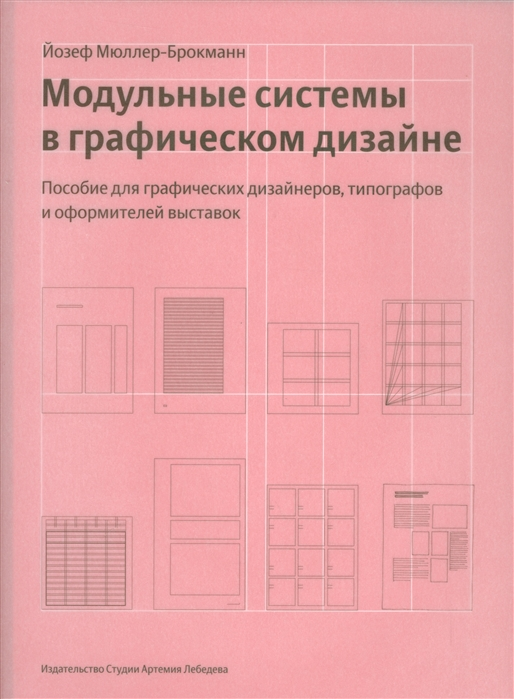 Йозеф Мюллер-Брокманн
Модульные системы
в графическом дизайне
Пособие для графических дизайнеров, типографов
и оформителей выставок
Издательство Студии Артемия Лебедева